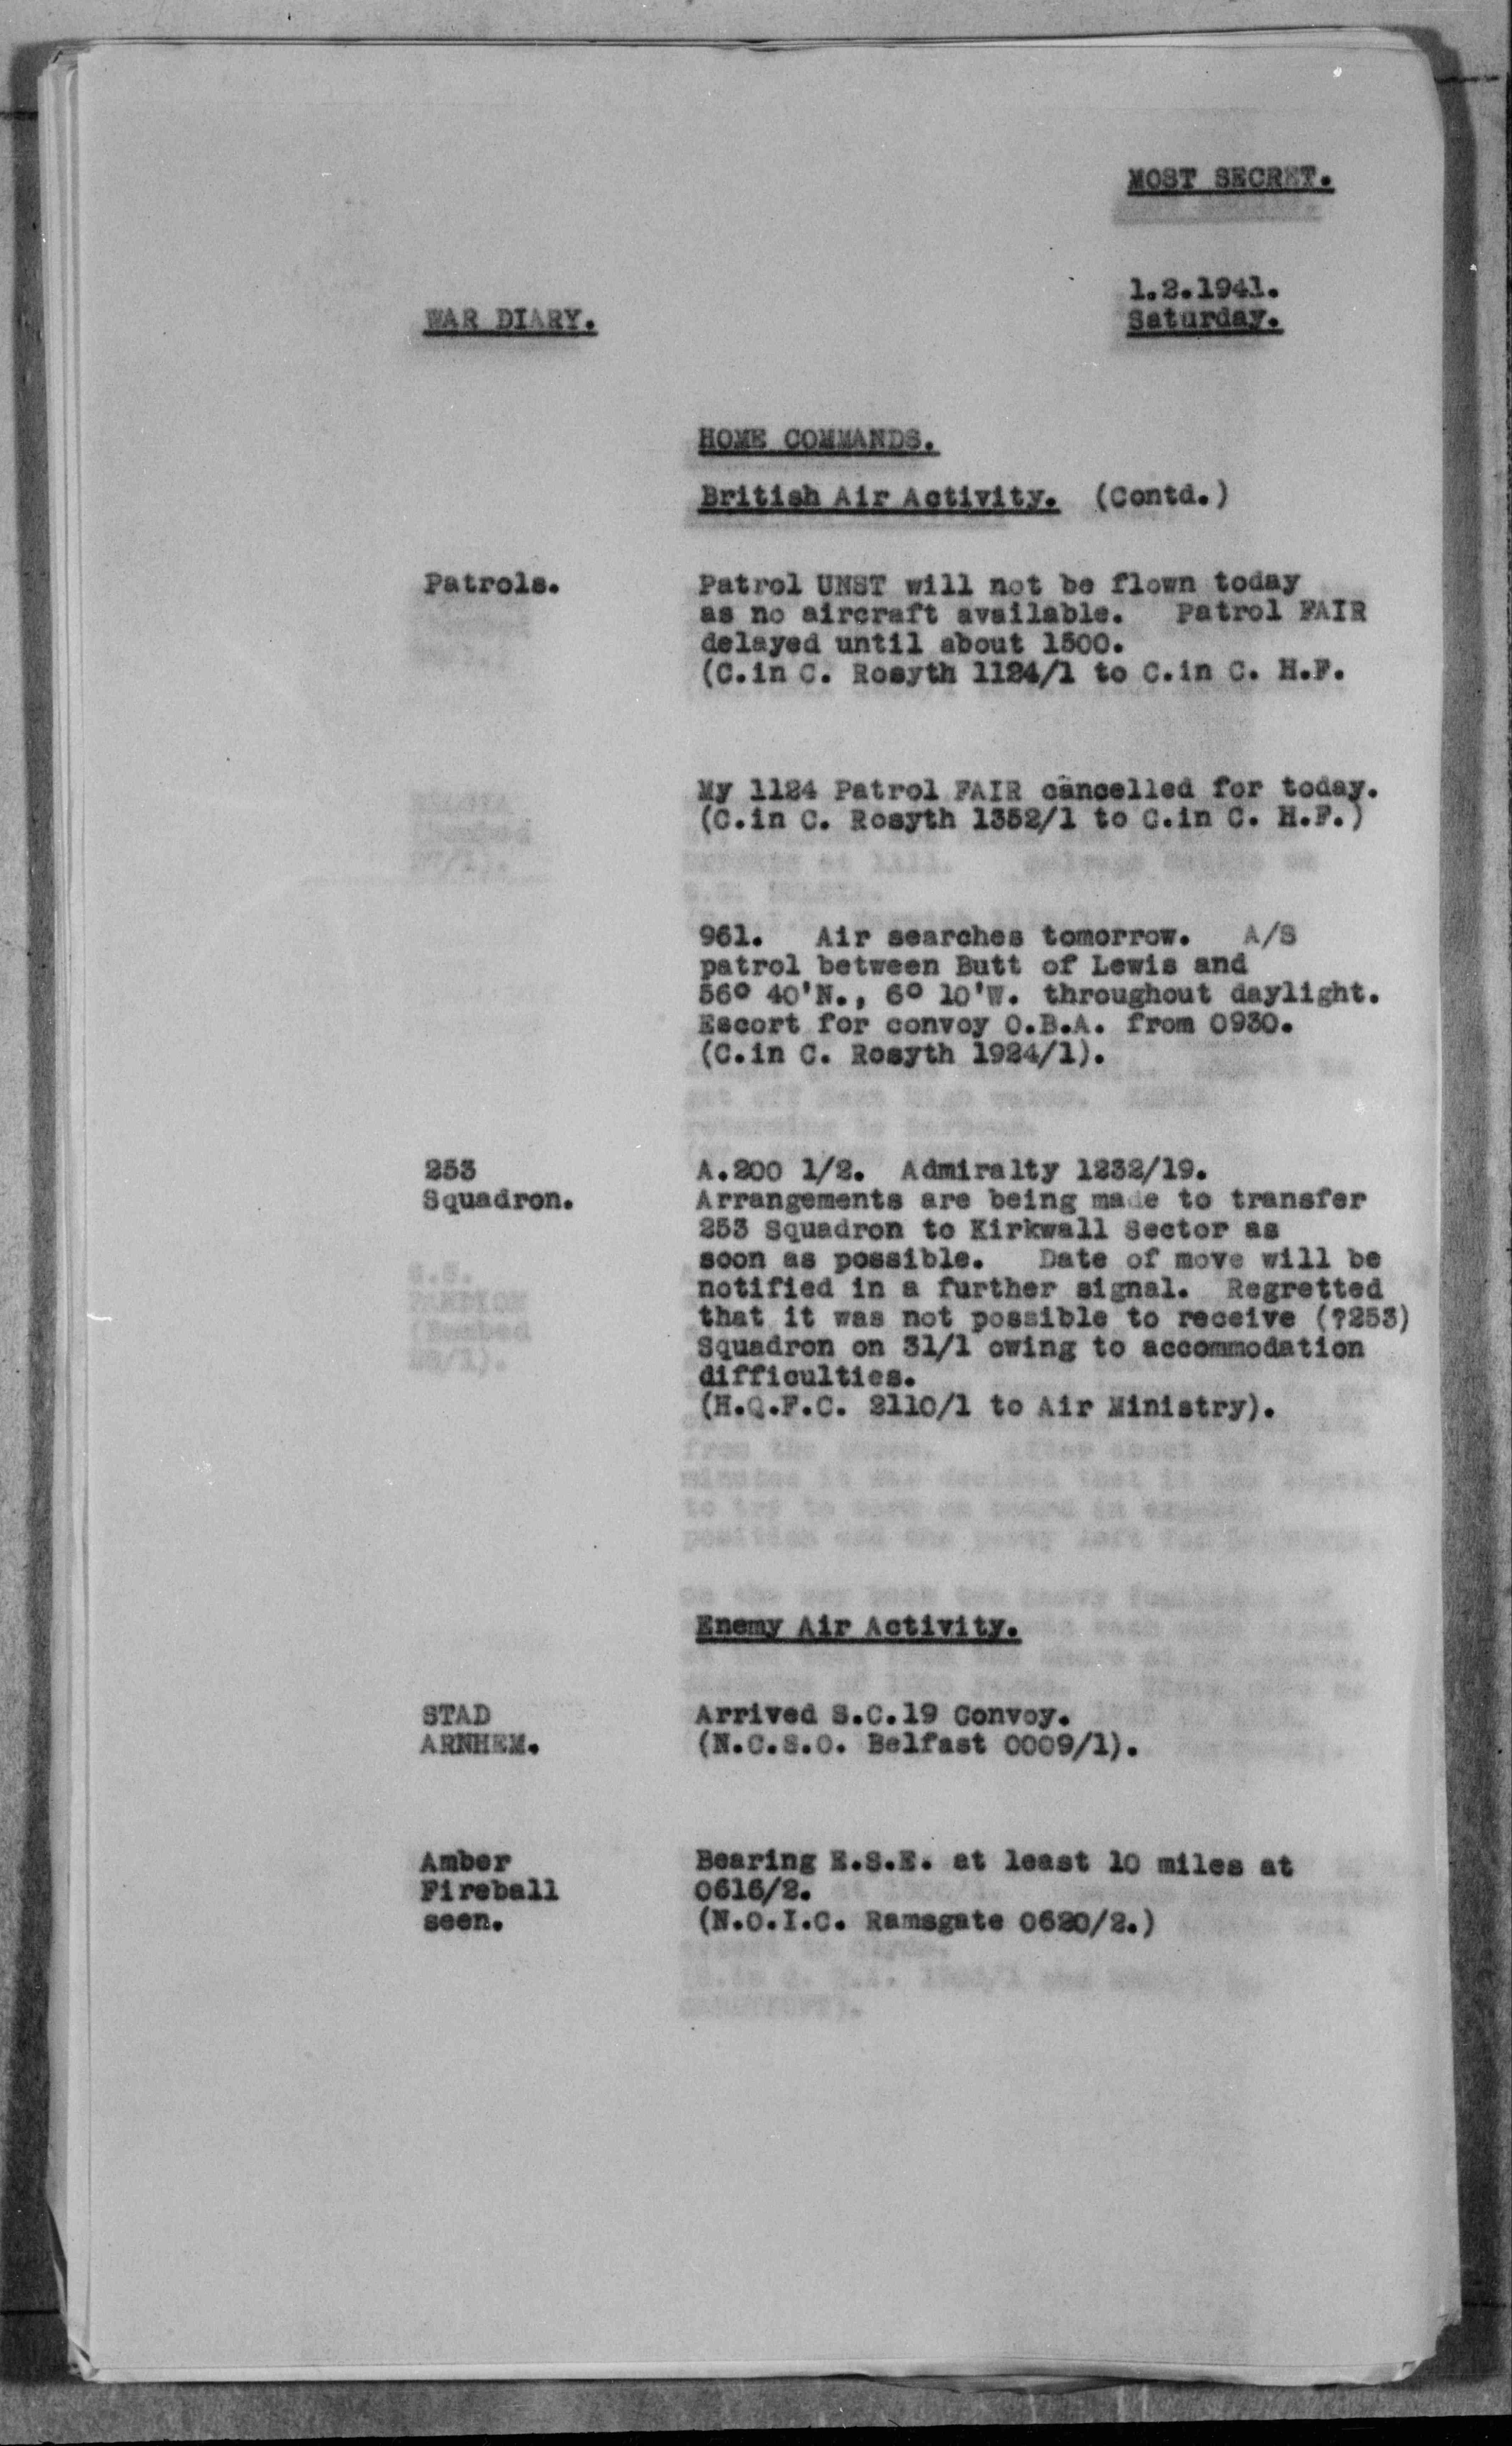 MOST SECRET.
1.2.1941.
WAR DIARY.
Saturday.
HOME COMMANDS.
British Air Activity. (Contd.)
Patrols.
Patrol UNST will not be flown today
as no aircraft available. Patrol FAIR
delayed until about 1500.
(C.in C. Rosyth 1124/1 to C.in C. H.F.
My 1124 Patrol FAIR cancelled for today.
(C.in C. Rosyth 1352/1 to C.in C. H.F.)
961. Air searches tomorrow. A/S
patrol between Butt of Lewis and
56° 40'N., 6° 10'W. throughout daylight.
Escort for convoy O.B.A. from 0930.
(C.in C. Rosyth 1924/1).
253
Squadron.
A.200 1/2. Admiralty 1232/19.
Arrangements are being made to transfer
253 Squadron to Kirkwall Sector as
soon as possible. Date of move will be
notified in a further signal. Regretted
that it was not possible to receive (?253)
Squadron on 31/1 owing to accommodation
difficulties.
(H.Q.F.C. 2110/1 to Air Ministry).
Enemy Air Activity.
STAD
ARNHEM.
Arrived S.C.19 Convoy.
(N.C.S.O. Belfast 0009/1).
Amber
Fireball
seen.
Bearing E.S.E. at least 10 miles at
0616/2.
(N.O.I.C. Ramsgate 0620/2.)